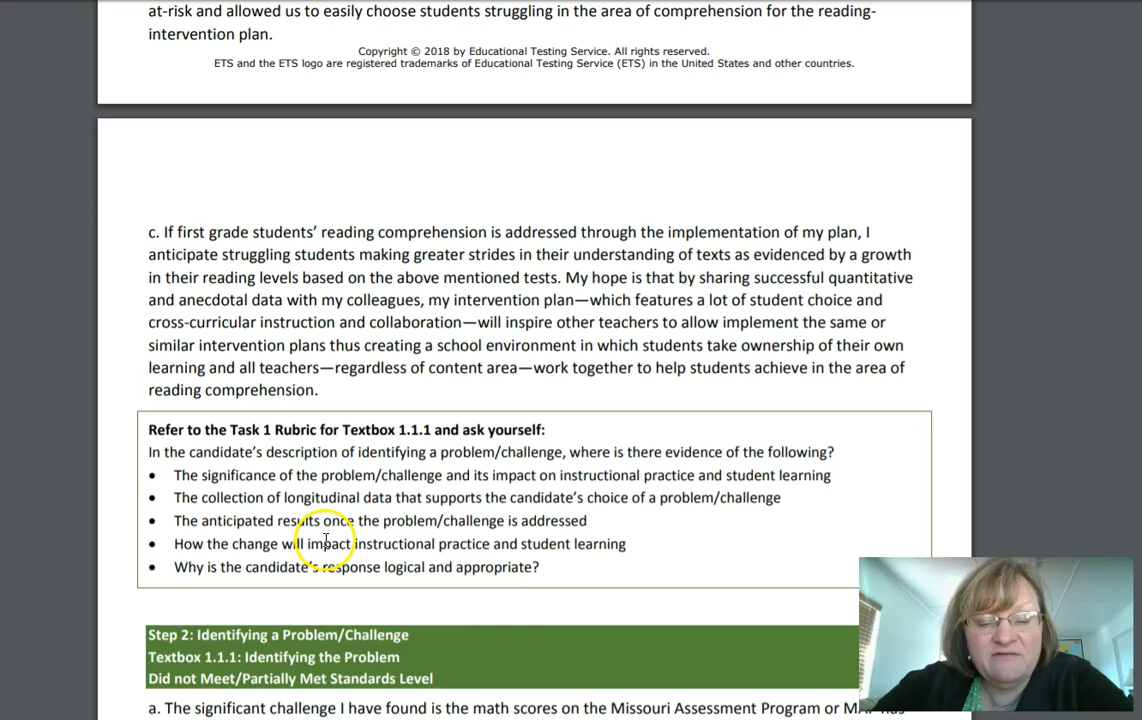 at-risk and allowed us to easily choose students struggling in the area of comprehension for the reading-
intervention plan.
Copyright © 2018 by Educational Testing Service. All rights reserved.
ETS and the ETS logo are registered trademarks of Educational Testing Service (ETS) in the United States and other countries.
c. If first grade students’ reading comprehension is addressed through the implementation of my plan, I
anticipate struggling students making greater strides in their understanding of texts as evidenced by a growth
in their reading levels based on the above mentioned tests. My hope is that by sharing successful quantitative
and anecdotal data with my colleagues, my intervention plan—which features a lot of student choice and
cross-curricular instruction and collaboration—will inspire other teachers to allow implement the same or
similar intervention plans thus creating a school environment in which students take ownership of their own
learning and all teachers—regardless of content area—work together to help students achieve in the area of
reading comprehension.
Refer to the Task 1 Rubric for Textbox 1.1.1 and ask yourself:
In the candidate’s description of identifying a problem/challenge, where is there evidence of the following?
• The significance of the problem/challenge and its impact on instructional practice and student learning
• The collection of longitudinal data that supports the candidate’s choice of a problem/challenge
• The anticipated results once the problem/challenge is addressed
• How the change will impact instructional practice and student learning
• Why is the candidate’s response logical and appropriate?
Step 2: Identifying a Problem/Challenge
Textbox 1.1.1: Identifying the Problem
Did not Meet/Partially Met Standards Level
a. The significant challenge I have found is the math scores on the Missouri Assessment Program or